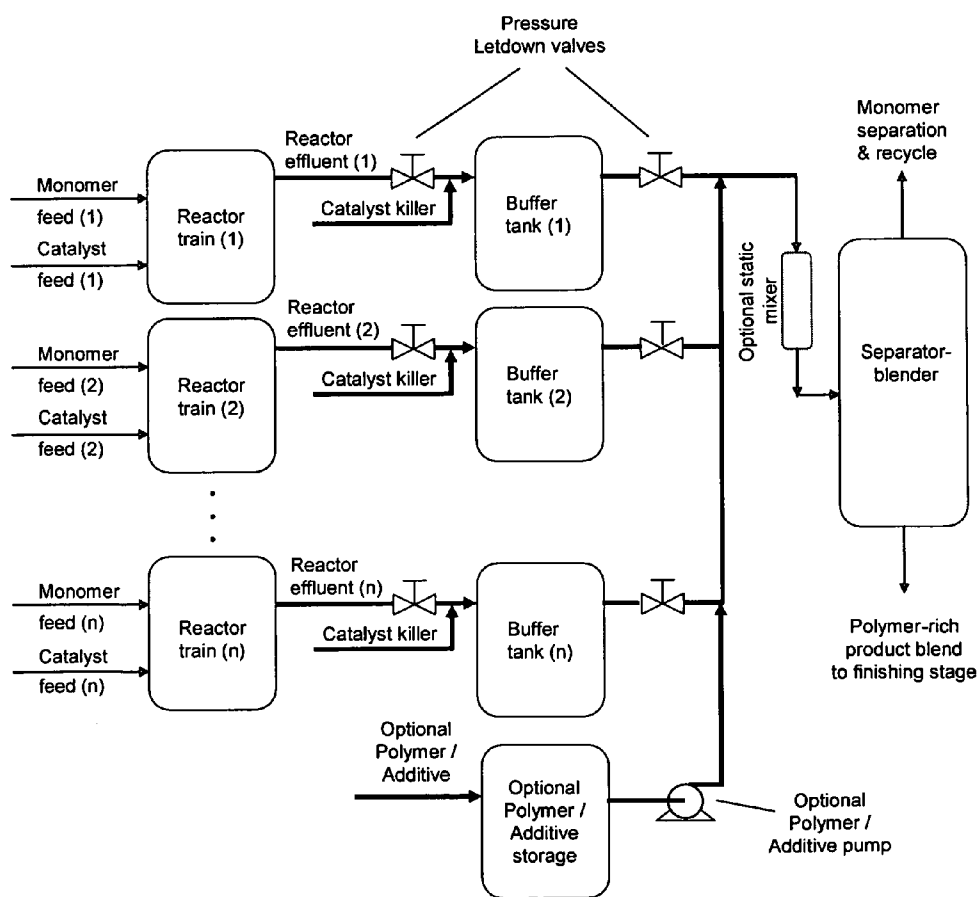 Pressure
Letdown valves
Monomer
separation
& recycle
Reactor
effluent (1)
Monomer
feed (1)
Catalyst
feed (1)
Reactor
train (1)
Catalyst killer
Buffer
tank (1)
Optional static
mixer
Separator-
blender
Reactor
effluent (2)
Monomer
feed (2)
Catalyst
feed (2)
Reactor
train (2)
Catalyst killer
Buffer
tank (2)
Reactor
effluent (n)
Monomer
feed (n)
Catalyst
feed (n)
Reactor
train (n)
Catalyst killer
Buffer
tank (n)
Polymer-rich
product blend
to finishing stage
Optional
Polymer /
Additive
Optional
Polymer /
Additive
storage
Optional
Polymer /
Additive pump